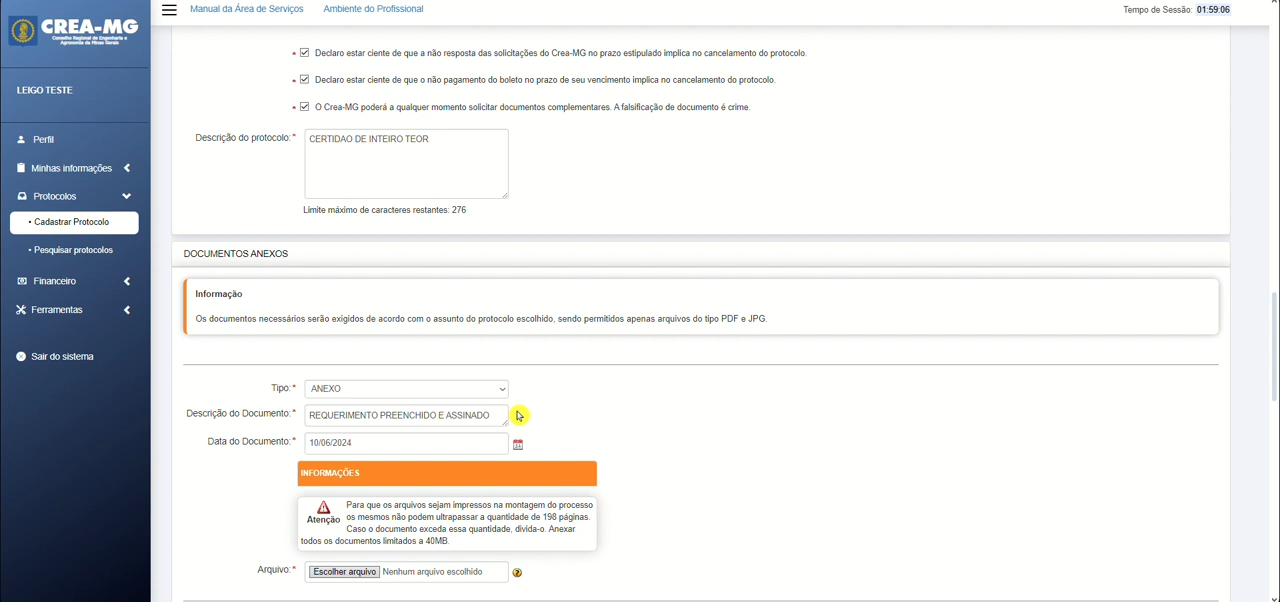 CREA-MG
Conselho Regional de Engenharia e
Agronomia de Minas Gerais
Manual da Área de Serviços
Ambiente do Profissional
Tempo de Sessão: 01:59:06
LEIGO TESTE
Perfil
Minhas informações
Protocolos
• Cadastrar Protocolo
• Pesquisar protocolos
Financeiro
Ferramentas
Sair do sistema
* Declaro estar ciente de que a não resposta das solicitações do Crea-MG no prazo estipulado implica no cancelamento do protocolo.
* Declaro estar ciente de que o não pagamento do boleto no prazo de seu vencimento implica no cancelamento do protocolo.
* O Crea-MG poderá a qualquer momento solicitar documentos complementares. A falsificação de documento é crime.
Descrição do protocolo:* CERTIDAO DE INTEIRO TEOR
Limite máximo de caracteres restantes: 276
DOCUMENTOS ANEXOS
Informação
Os documentos necessários serão exigidos de acordo com o assunto do protocolo escolhido, sendo permitidos apenas arquivos do tipo PDF e JPG.
Tipo:* ANEXO
Descrição do Documento:* REQUERIMENTO PREENCHIDO E ASSINADO
Data do Documento:* 10/06/2024
INFORMAÇÕES
Atenção
Para que os arquivos sejam impressos na montagem do processo
os mesmos não podem ultrapassar a quantidade de 198 páginas.
Caso o documento exceda essa quantidade, divida-o. Anexar
todos os documentos limitados a 40MB.
Arquivo:* Escolher arquivo Nenhum arquivo escolhido